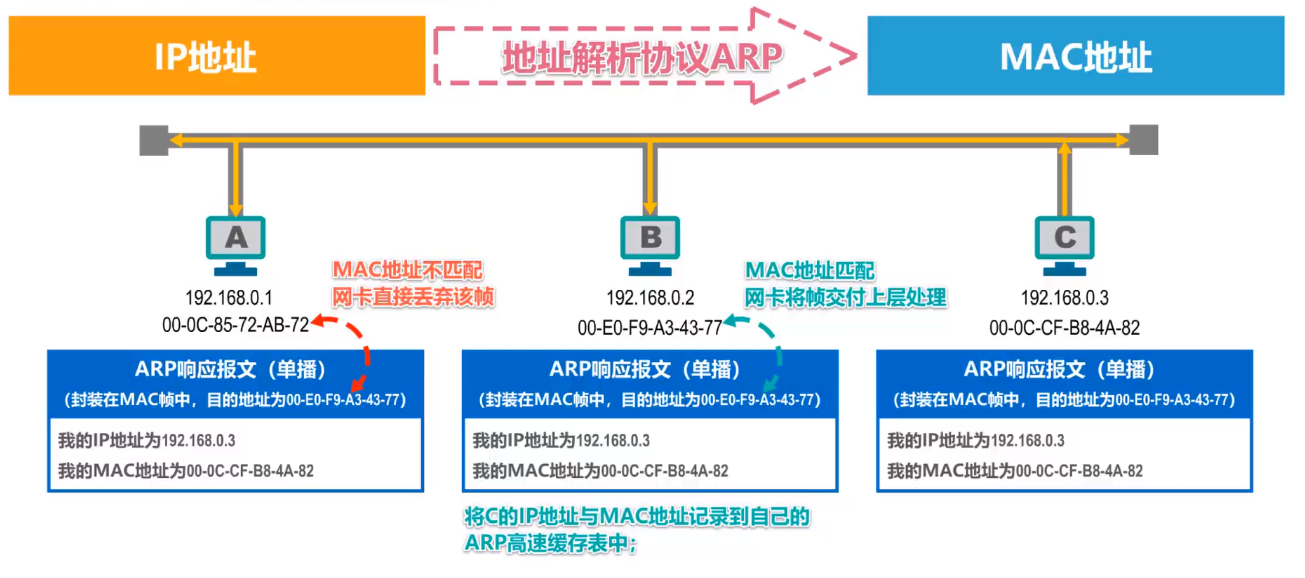 IP地址
地址解析协议ARP
MAC地址
A
B
C
MAC地址不匹配
网卡直接丢弃该帧
MAC地址匹配
网卡将帧交付上层处理
192.168.0.1
00-0C-85-72-AB-72
192.168.0.2
00-E0-F9-A3-43-77
192.168.0.3
00-0C-CF-B8-4A-82
ARP响应报文（单播）
（封装在MAC帧中，目的地址为00-E0-F9-A3-43-77）
我的IP地址为192.168.0.3
我的MAC地址为00-0C-CF-B8-4A-82
ARP响应报文（单播）
（封装在MAC帧中，目的地址为00-E0-F9-A3-43-77）
我的IP地址为192.168.0.3
我的MAC地址为00-0C-CF-B8-4A-82
ARP响应报文（单播）
（封装在MAC帧中，目的地址为00-E0-F9-A3-43-77）
我的IP地址为192.168.0.3
我的MAC地址为00-0C-CF-B8-4A-82
将C的IP地址与MAC地址记录到自己的
ARP高速缓存表中；